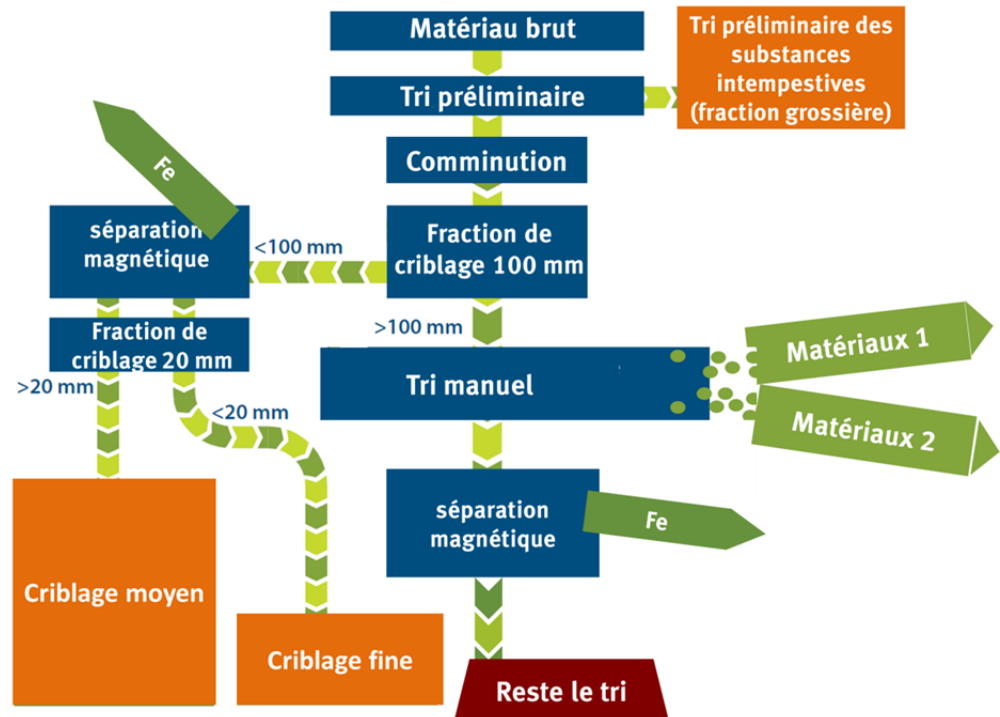 Matériau brut
Tri préliminaire des
substances
intempestives
(fraction grossière)
Tri préliminaire
Comminution
Fe
séparation
magnétique
<100 mm
Fraction de
criblage 100 mm
>100 mm
Fraction de
criblage 20 mm
>20 mm
<20 mm
Tri manuel
Matériaux 1
Matériaux 2
séparation
magnétique
Fe
Criblage moyen
Criblage fine
Reste le tri